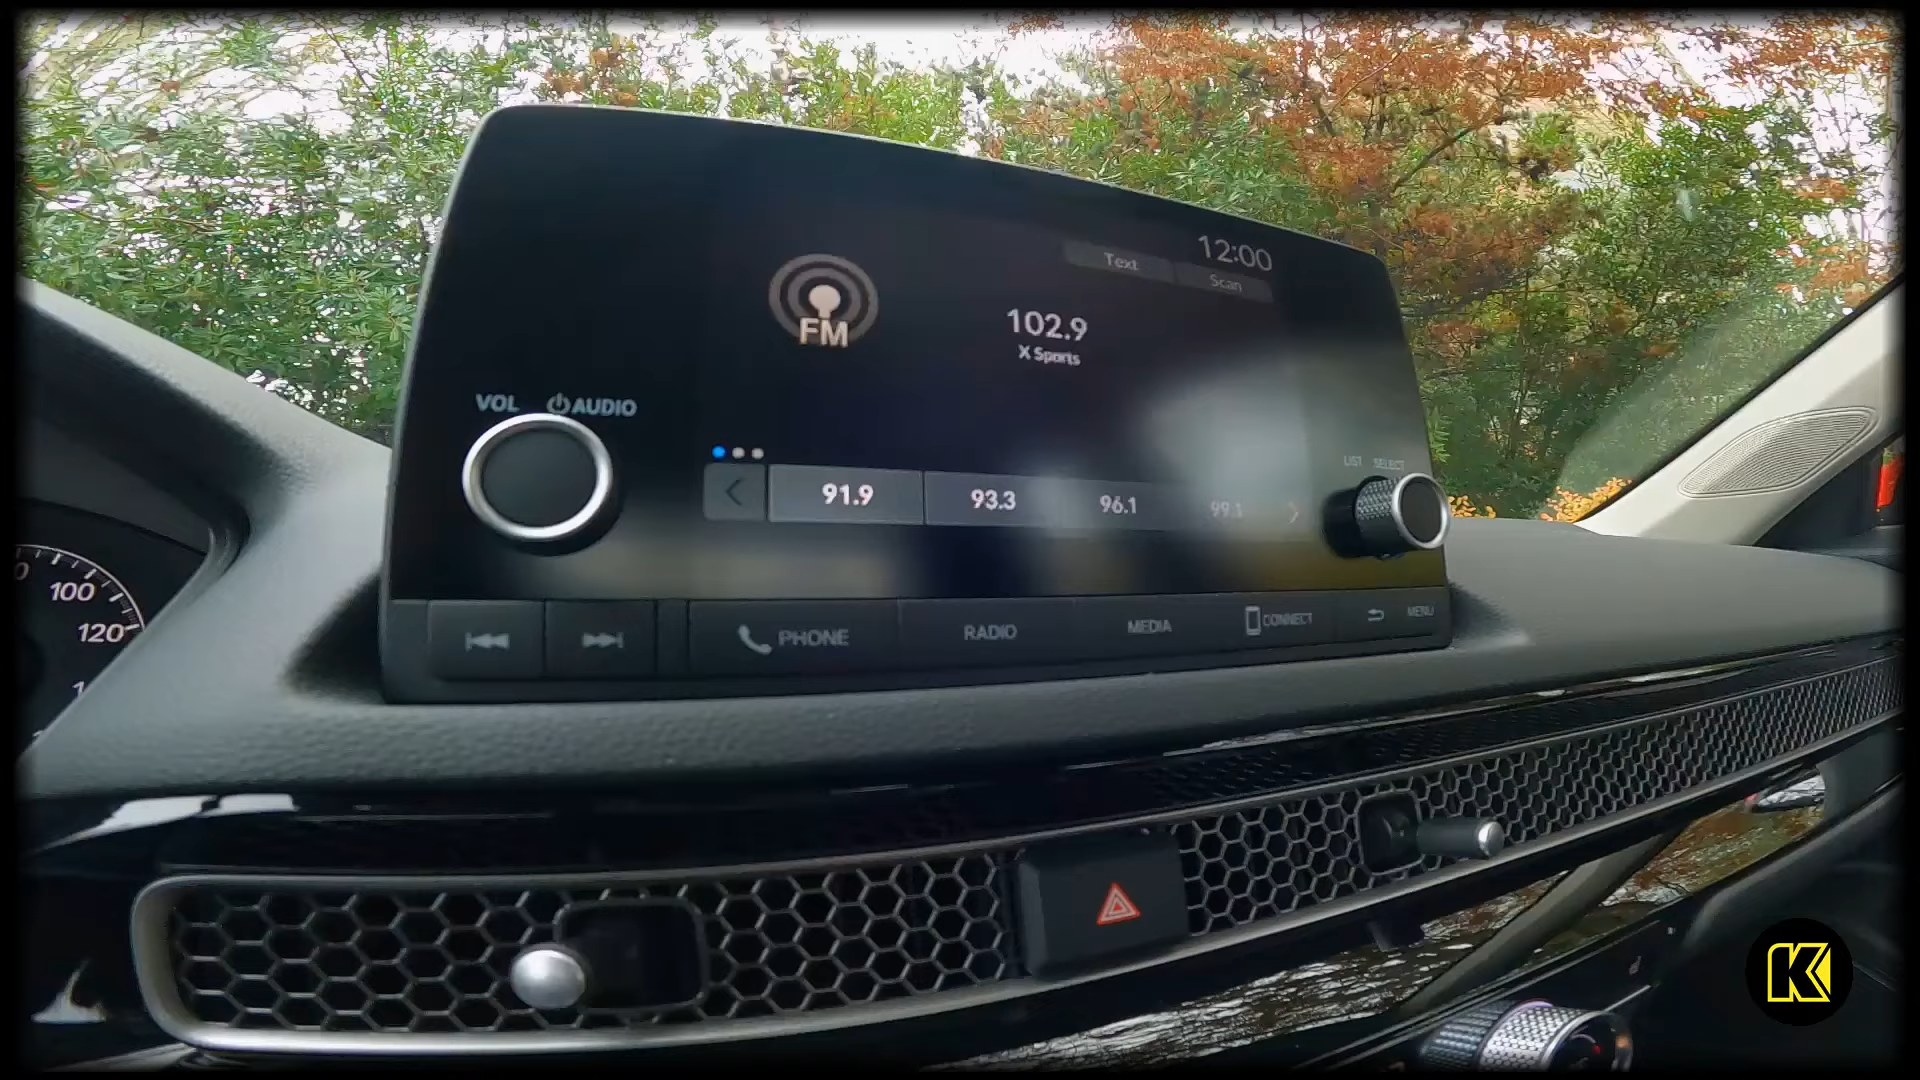 12:00
Text
Scan
FM
102.9
X Sports
VOL AUDIO
LIST SELECT
91.9 93.3 96.1 99.1
100
120
PHONE RADIO MEDIA CONNECT MENU
K